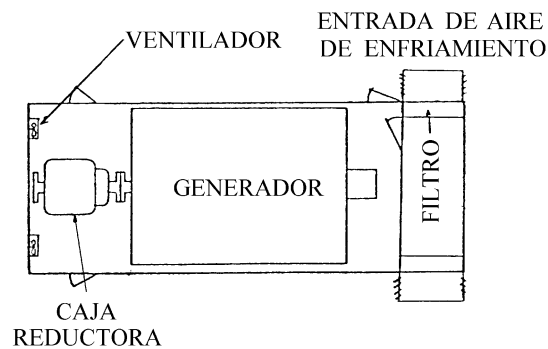 VENTILADOR
ENTRADA DE AIRE
DE ENFRIAMIENTO
GENERADOR
FILTRO
CAJA
REDUCTORA